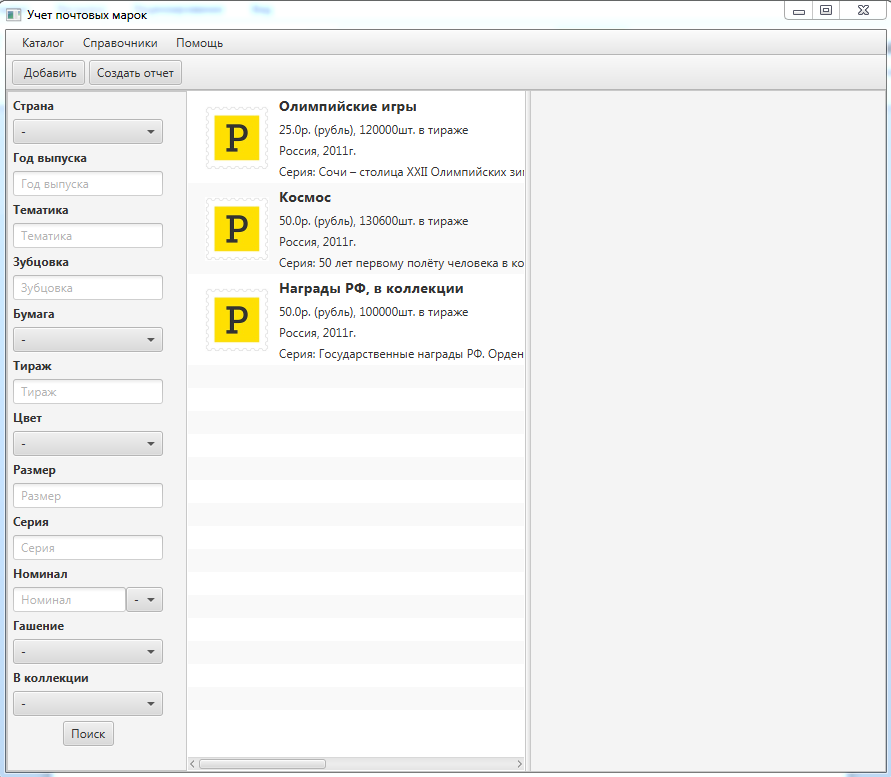 Учет почтовых марок
Каталог Справочники Помощь
Добавить Создать отчет
Страна
-
Год выпуска
Год выпуска
Тематика
Тематика
Зубцовка
Зубцовка
Бумага
-
Тираж
Тираж
Цвет
-
Размер
Размер
Серия
Серия
Номинал
Номинал -
Гашение
-
В коллекции
-
Поиск
P
Олимпийские игры
25.0р. (рубль), 120000шт. в тираже
Россия, 2011г.
Серия: Сочи – столица XXII Олимпийских зи
P
Космос
50.0р. (рубль), 130600шт. в тираже
Россия, 2011г.
Серия: 50 лет первому полёту человека в ко
P
Награды РФ, в коллекции
50.0р. (рубль), 100000шт. в тираже
Россия, 2011г.
Серия: Государственные награды РФ. Орден